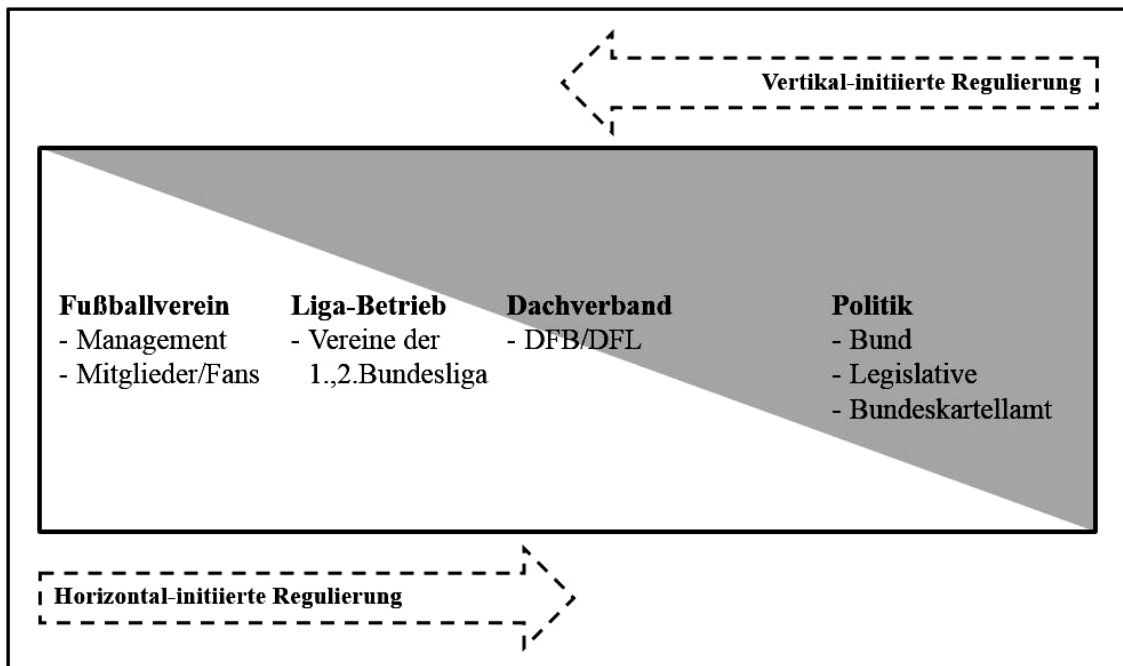 Vertikal-initiierte Regulierung
Fußballverein
- Management
- Mitglieder/Fans
Liga-Betrieb
- Vereine der
1.,2.Bundesliga
Dachverband
- DFB/DFL
Politik
- Bund
- Legislative
- Bundeskartellamt
Horizontal-initiierte Regulierung